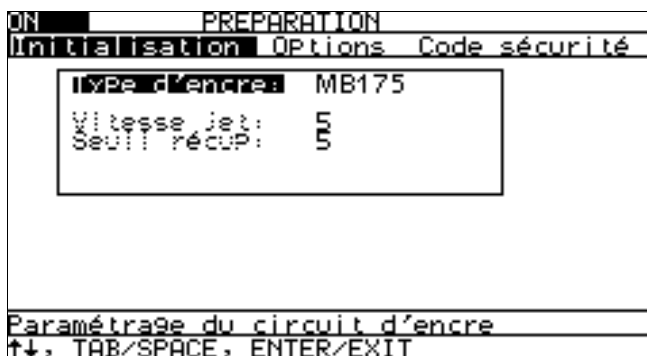 ON PREPARATION
Initialisation Options Code sécurité
Type d'encre: MB175
Vitesse jet: 5
Seuil récup: 5
Paramétrage du circuit d'encre
↑↓, TAB/SPACE, ENTER/EXIT